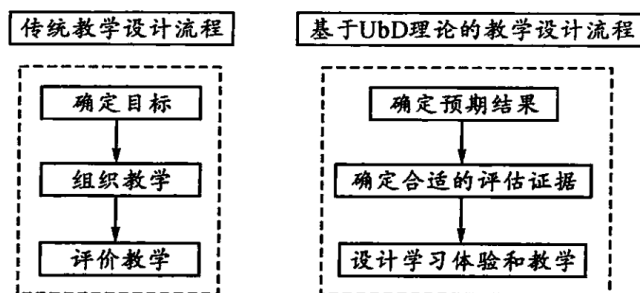 传统教学设计流程
确定目标
组织教学
评价教学
基于UbD理论的教学设计流程
确定预期结果
确定合适的评估证据
设计学习体验和教学